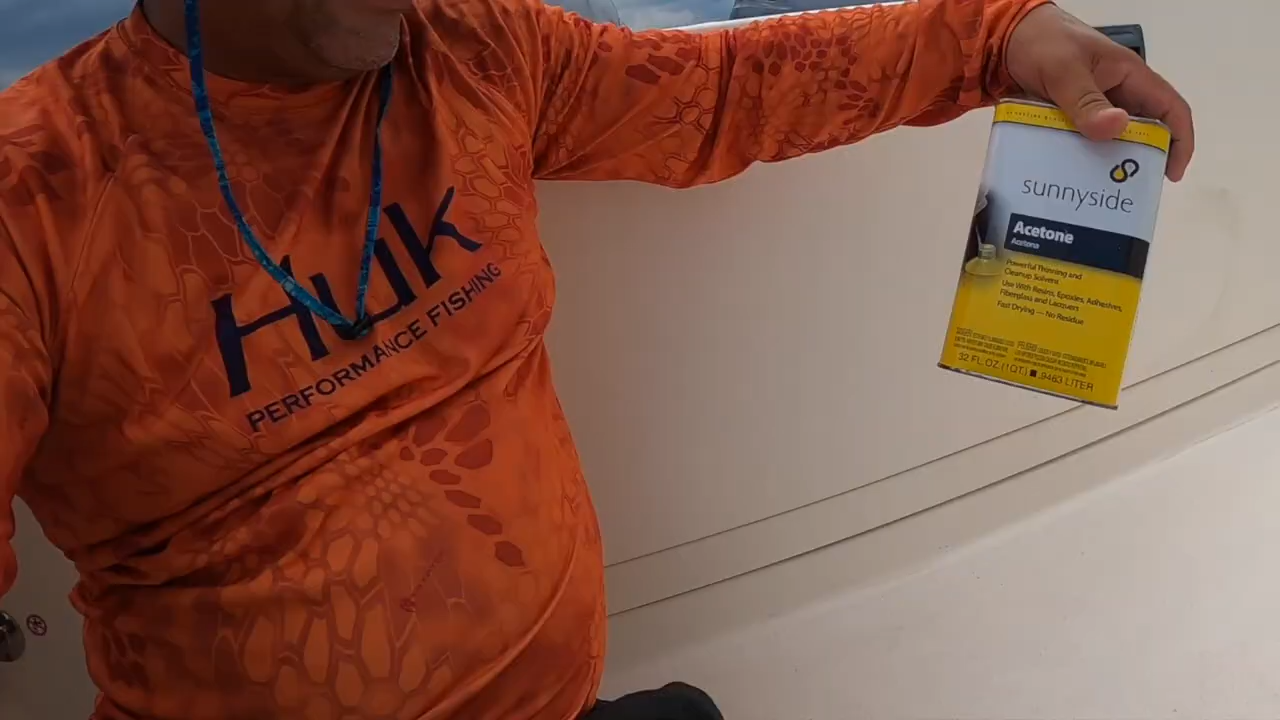 Huk
PERFORMANCE FISHING
sunnyside
Acetone
Acetona
Powerful Thinning and
Cleanup Solvent
Use With Resins, Epoxies, Adhesives,
Fiberglass and Lacquers
Fast Drying — No Residue
32 FL. OZ (1QT.) ■ .9463 LITER